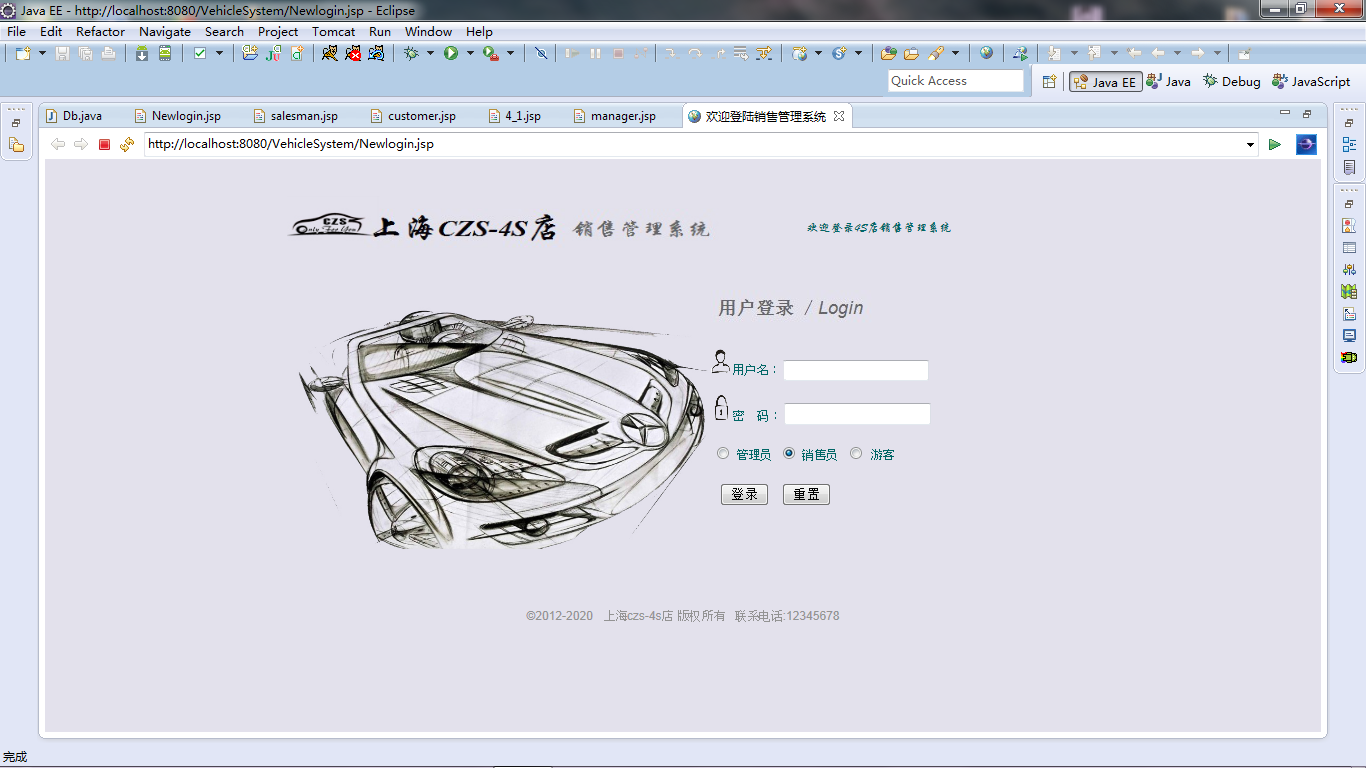 Java EE - http://localhost:8080/VehicleSystem/Newlogin.jsp - Eclipse
File Edit Refactor Navigate Search Project Tomcat Run Window Help
Quick Access
Java EE Java Debug JavaScript
Db.java Newlogin.jsp salesman.jsp customer.jsp 4_1.jsp manager.jsp 欢迎登陆销售管理系统
http://localhost:8080/VehicleSystem/Newlogin.jsp
CZS
Only For You
上海CZS-4S店 销售管理系统 欢迎登录4S店销售管理系统
用户登录 / Login
用户名：
密 码：
管理员 销售员 游客
登录 重置
©2012-2020 上海czs-4s店 版权所有 联系电话:12345678
完成